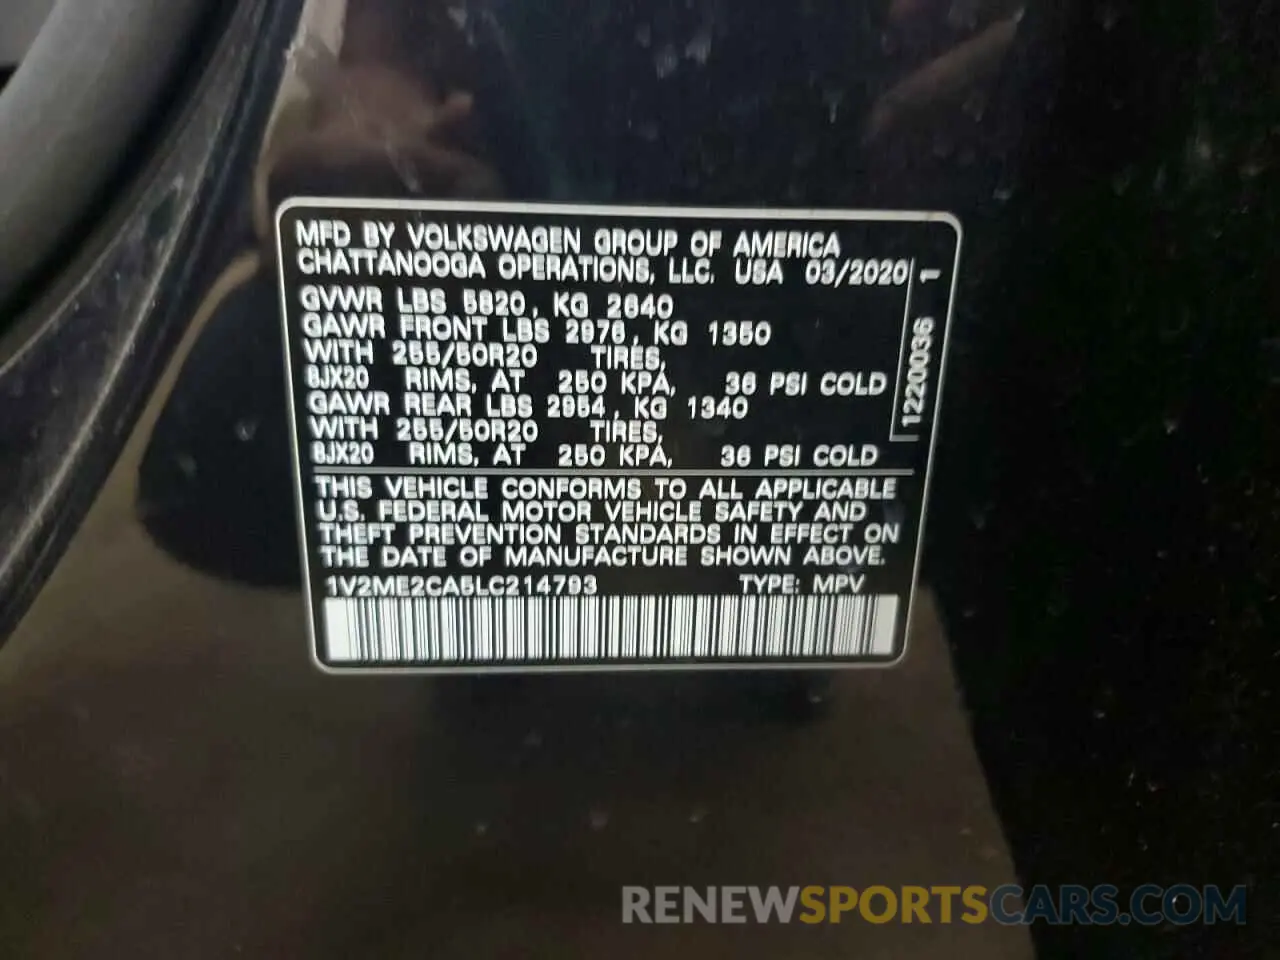 MFD BY VOLKSWAGEN GROUP OF AMERICA
CHATTANOOGA OPERATIONS, LLC. USA 03/2020
GVWR LBS 5820, KG 2640
GAWR FRONT LBS 2976, KG 1350
WITH 255/50R20 TIRES,
8JX20 RIMS, AT 250 KPA, 36 PSI COLD
GAWR REAR LBS 2954, KG 1340
WITH 255/50R20 TIRES,
8JX20 RIMS, AT 250 KPA, 36 PSI COLD
1220036 1
THIS VEHICLE CONFORMS TO ALL APPLICABLE
U.S. FEDERAL MOTOR VEHICLE SAFETY AND
THEFT PREVENTION STANDARDS IN EFFECT ON
THE DATE OF MANUFACTURE SHOWN ABOVE.
1V2ME2CA5LC214793 TYPE: MPV
RENEWSPORTSCARS.COM